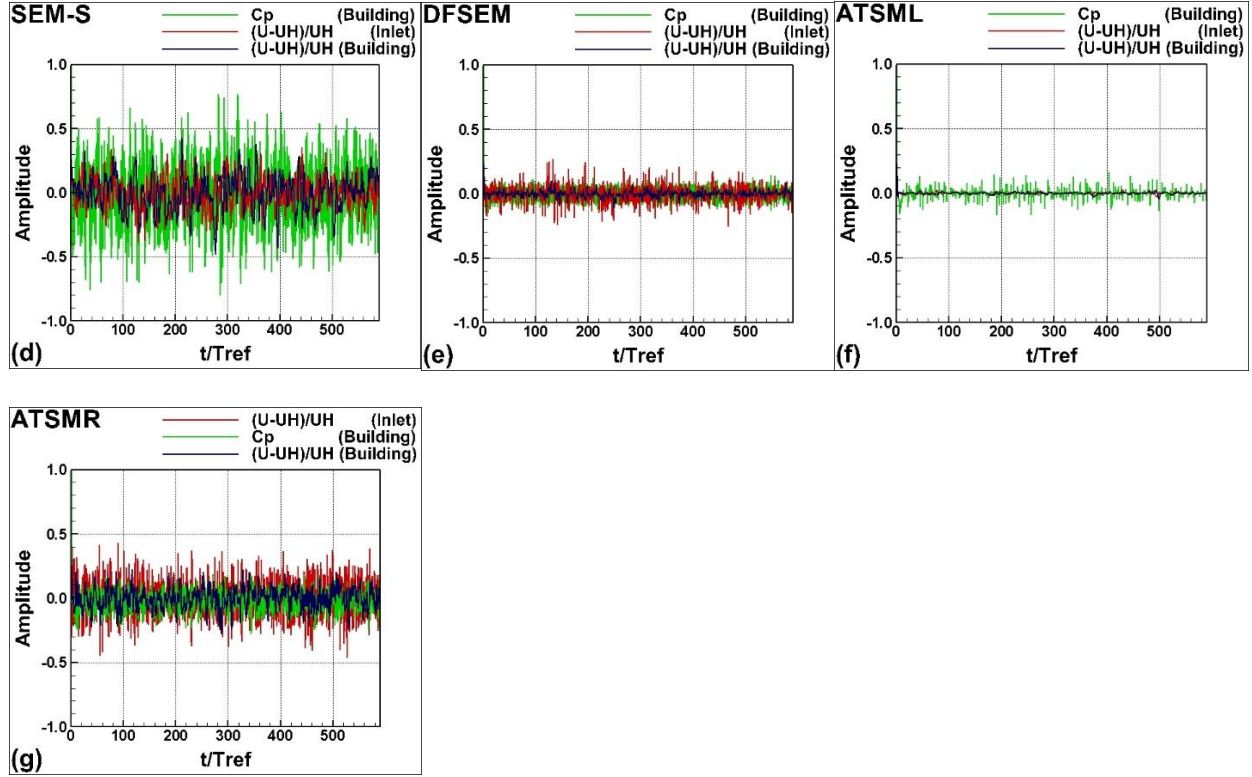 SEM-S
Cp (Building)
(U-UH)/UH (Inlet)
(U-UH)/UH (Building)
1.0
0.5
0.0
-0.5
-1.0
Amplitude
0 100 200 300 400 500
t/Tref
(d)
DFSEM
Cp (Building)
(U-UH)/UH (Inlet)
(U-UH)/UH (Building)
1.0
0.5
0.0
-0.5
-1.0
Amplitude
0 100 200 300 400 500
t/Tref
(e)
ATSML
Cp (Building)
(U-UH)/UH (Inlet)
(U-UH)/UH (Building)
1.0
0.5
0.0
-0.5
-1.0
Amplitude
0 100 200 300 400 500
t/Tref
(f)
ATSMR
(U-UH)/UH (Inlet)
Cp (Building)
(U-UH)/UH (Building)
1.0
0.5
0.0
-0.5
-1.0
Amplitude
0 100 200 300 400 500
t/Tref
(g)